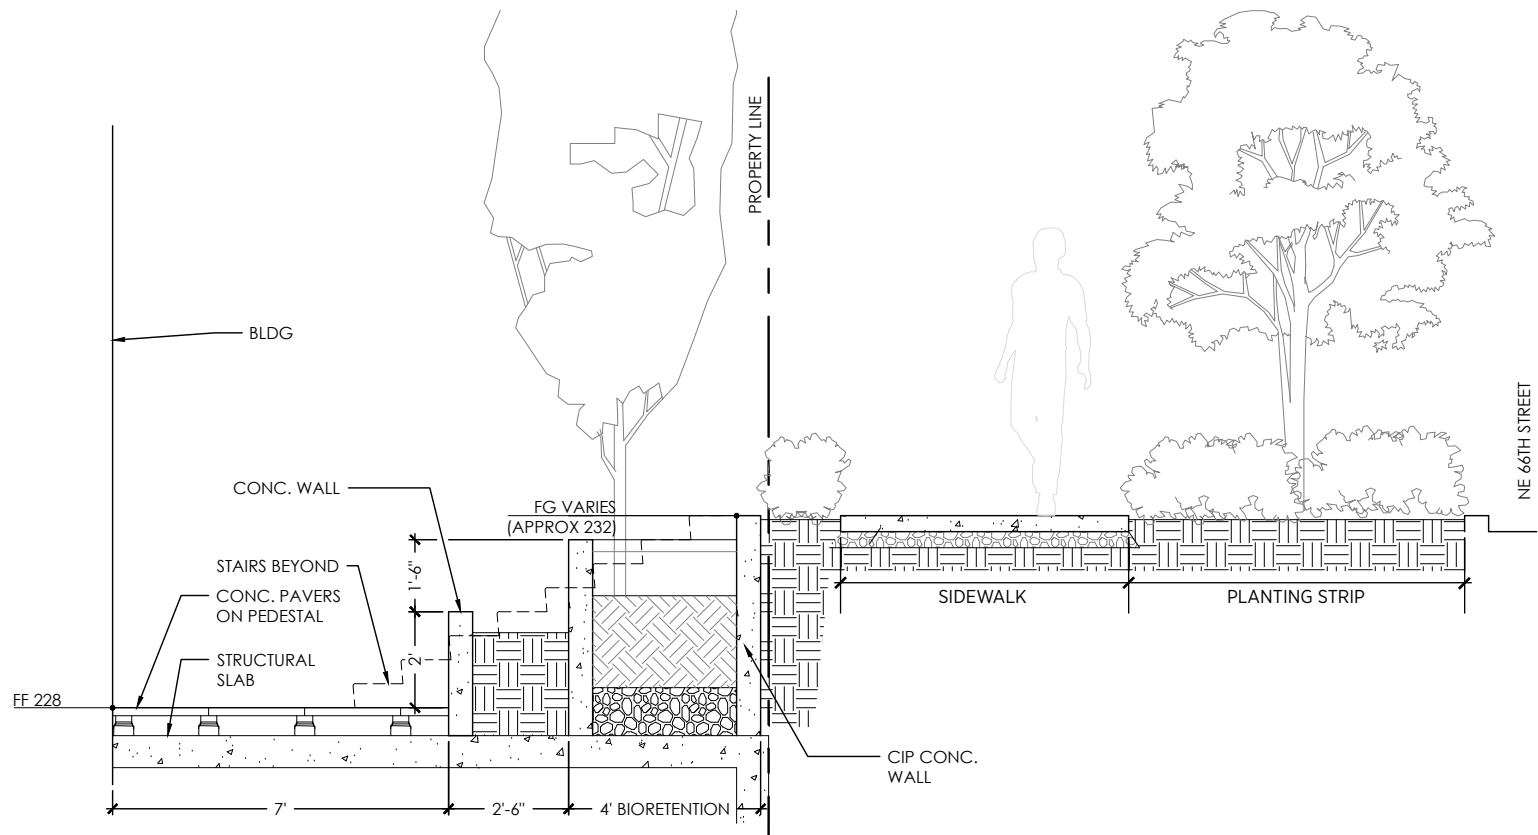 PROPERTY LINE
BLDG
NE 66TH STREET
CONC. WALL
FG VARIES
(APPROX 232)
STAIRS BEYOND
1'-6"
CONC. PAVERS
ON PEDESTAL
SIDEWALK
PLANTING STRIP
2'
STRUCTURAL
SLAB
FF 228
CIP CONC.
WALL
7'
2'-6"
4' BIORETENTION